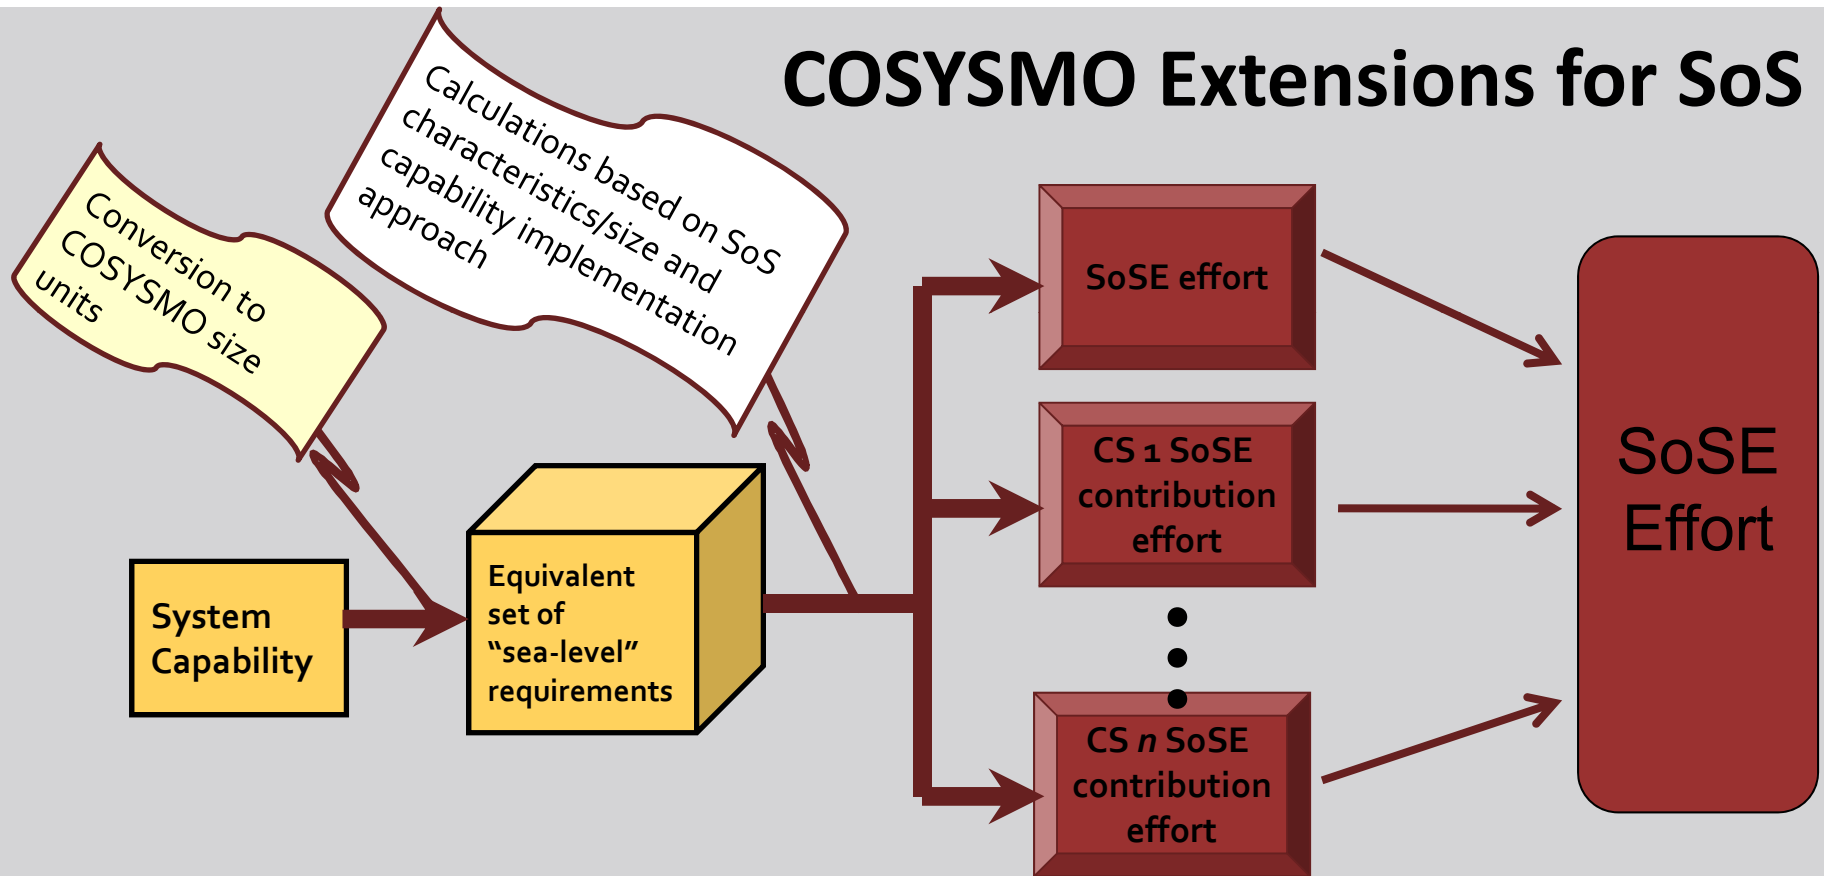 COSYSMO Extensions for SoS
Calculations based on SoS
characteristics/size and
capability implementation
approach
Conversion to
COSYSMO size
units
System
Capability
Equivalent
set of
“sea-level”
requirements
SoSE effort
CS 1 SoSE
contribution
effort
CS n SoSE
contribution
effort
SoSE
Effort